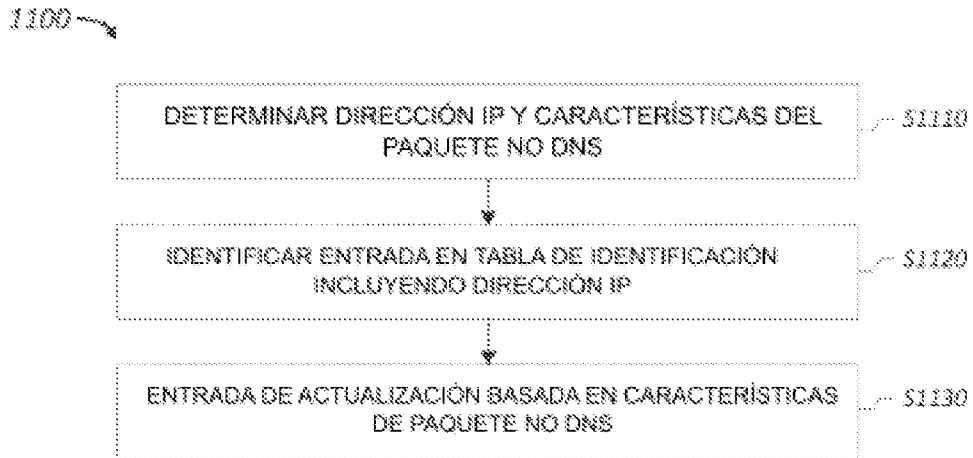 1100
DETERMINAR DIRECCIÓN IP Y CARACTERÍSTICAS DEL
PAQUETE NO DNS
S1110
IDENTIFICAR ENTRADA EN TABLA DE IDENTIFICACIÓN
INCLUYENDO DIRECCIÓN IP
S1120
ENTRADA DE ACTUALIZACIÓN BASADA EN CARACTERÍSTICAS
DE PAQUETE NO DNS
S1130